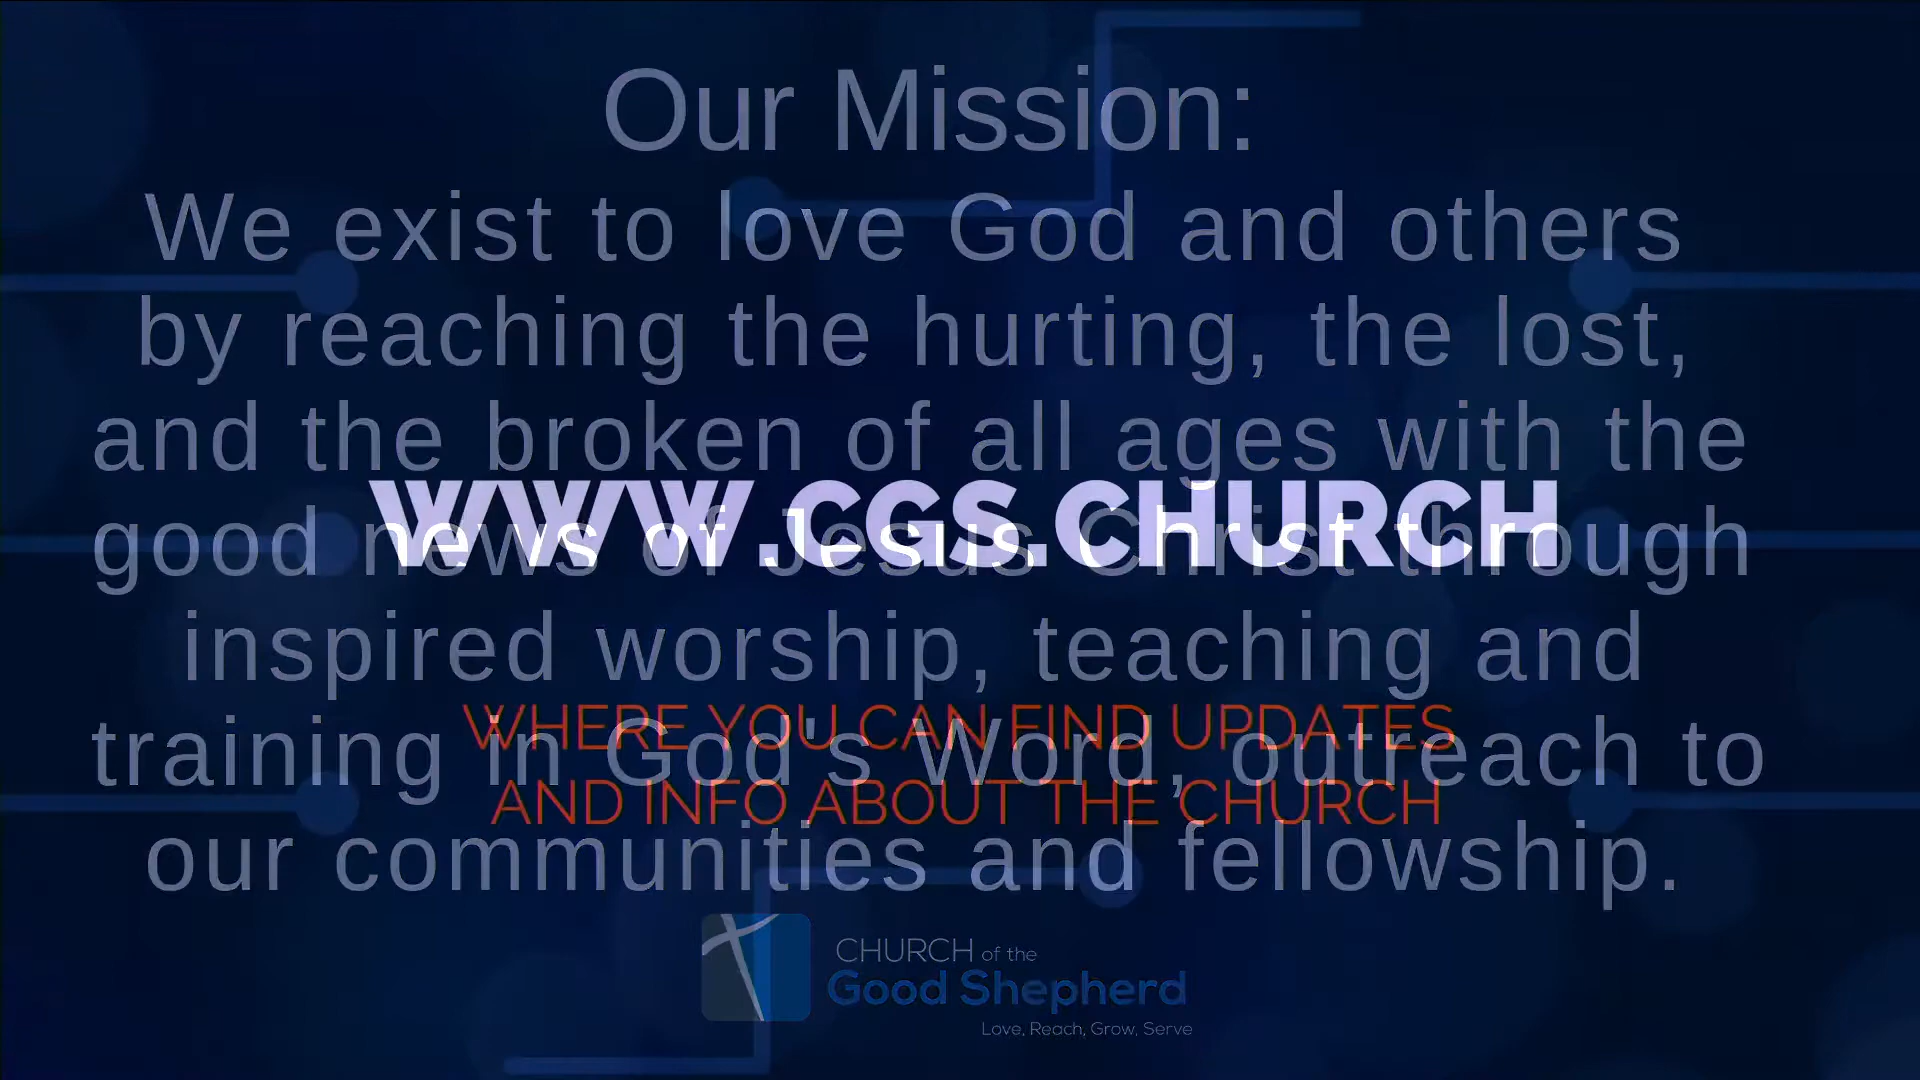 Our Mission:
We exist to love God and others
by reaching the hurting, the lost,
and the broken of all ages with the
good news of Jesus Christ through
inspired worship, teaching and
training in God's Word, outreach to
our communities and fellowship.
WWW.CGS.CHURCH
WHERE YOU CAN FIND UPDATES
AND INFO ABOUT THE CHURCH
CHURCH of the
Good Shepherd
Love, Reach, Grow, Serve